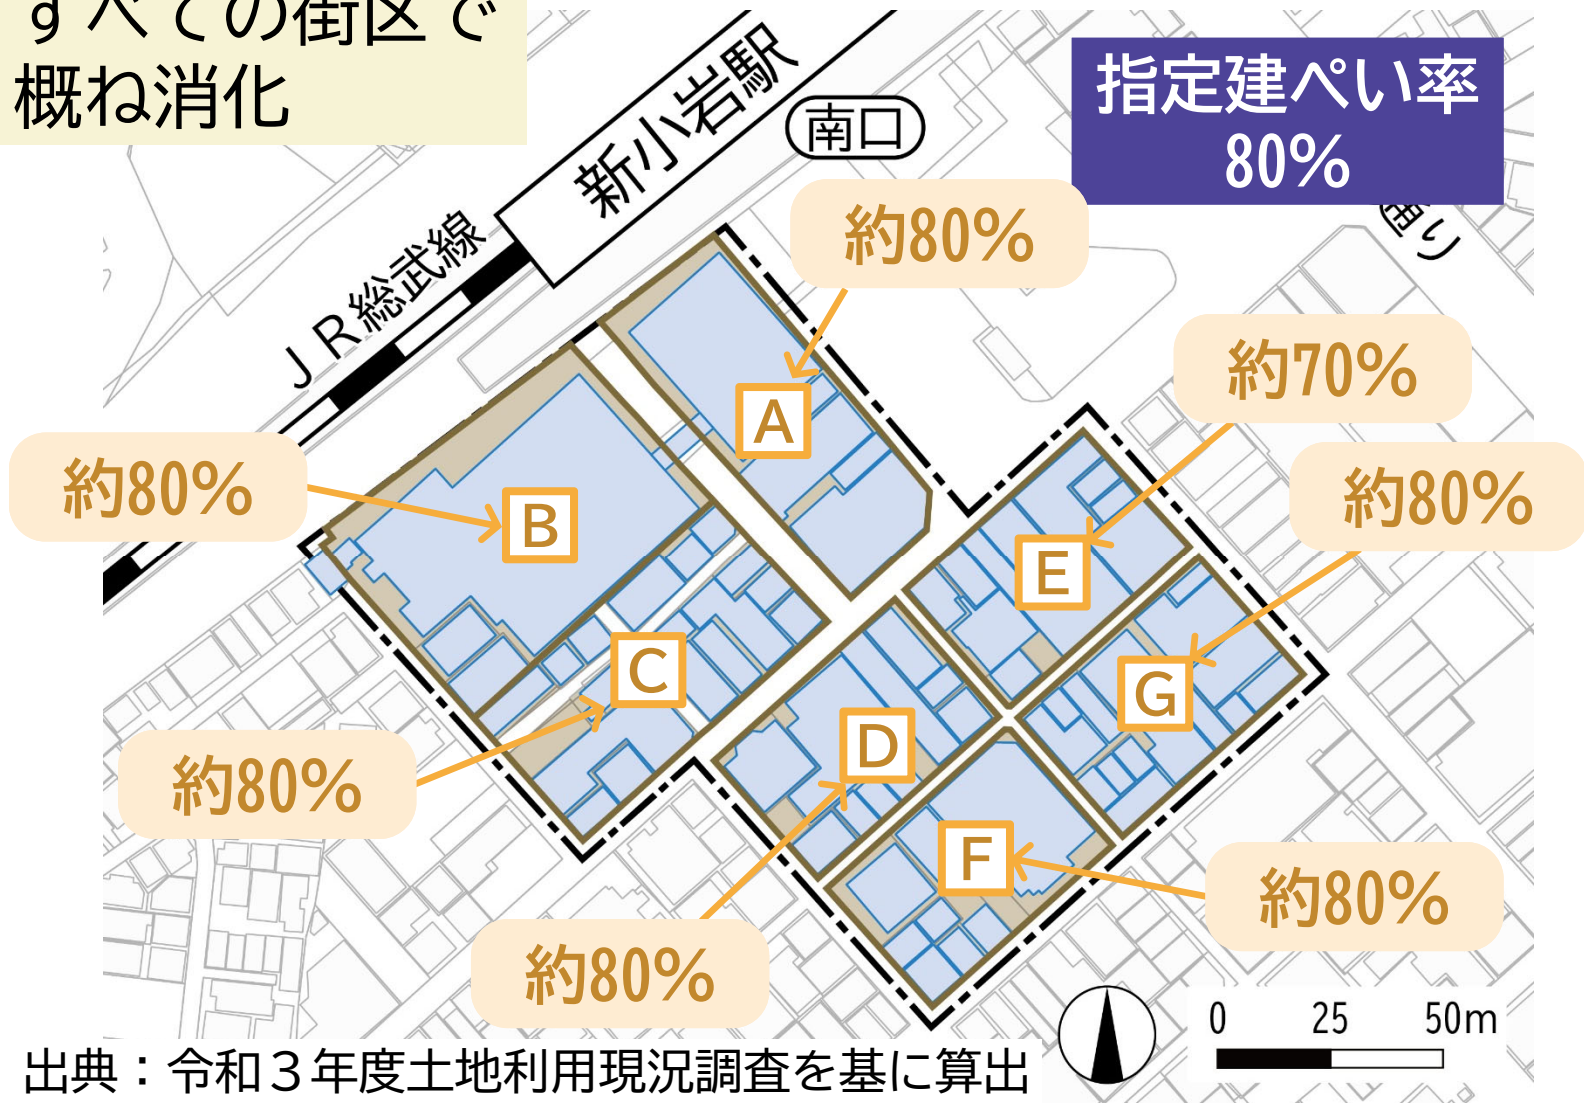 すべての街区で
概ね消化
新小岩駅
南口
指定建ぺい率
80%
ＪＲ総武線
通り
約80%
約70%
約80%
約80%
約80%
約80%
約80%
A
B
C
D
E
F
G
0 25 50m
出典：令和３年度土地利用現況調査を基に算出